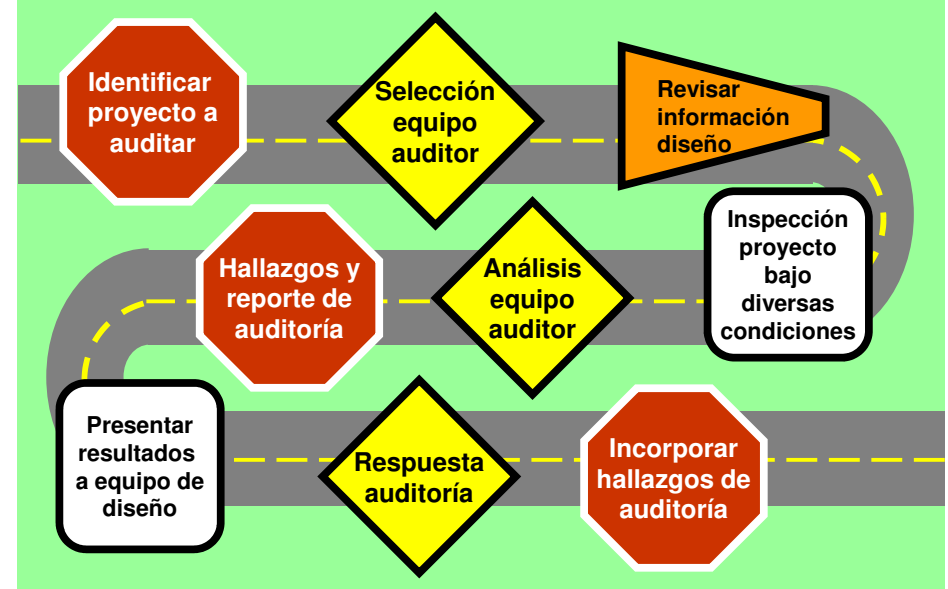 Identificar
proyecto a
auditar
Selección
equipo
auditor
Revisar
información
diseño
Inspección
proyecto
bajo
diversas
condiciones
Análisis
equipo
auditor
Hallazgos y
reporte de
auditoría
Presentar
resultados
a equipo de
diseño
Respuesta
auditoría
Incorporar
hallazgos de
auditoría